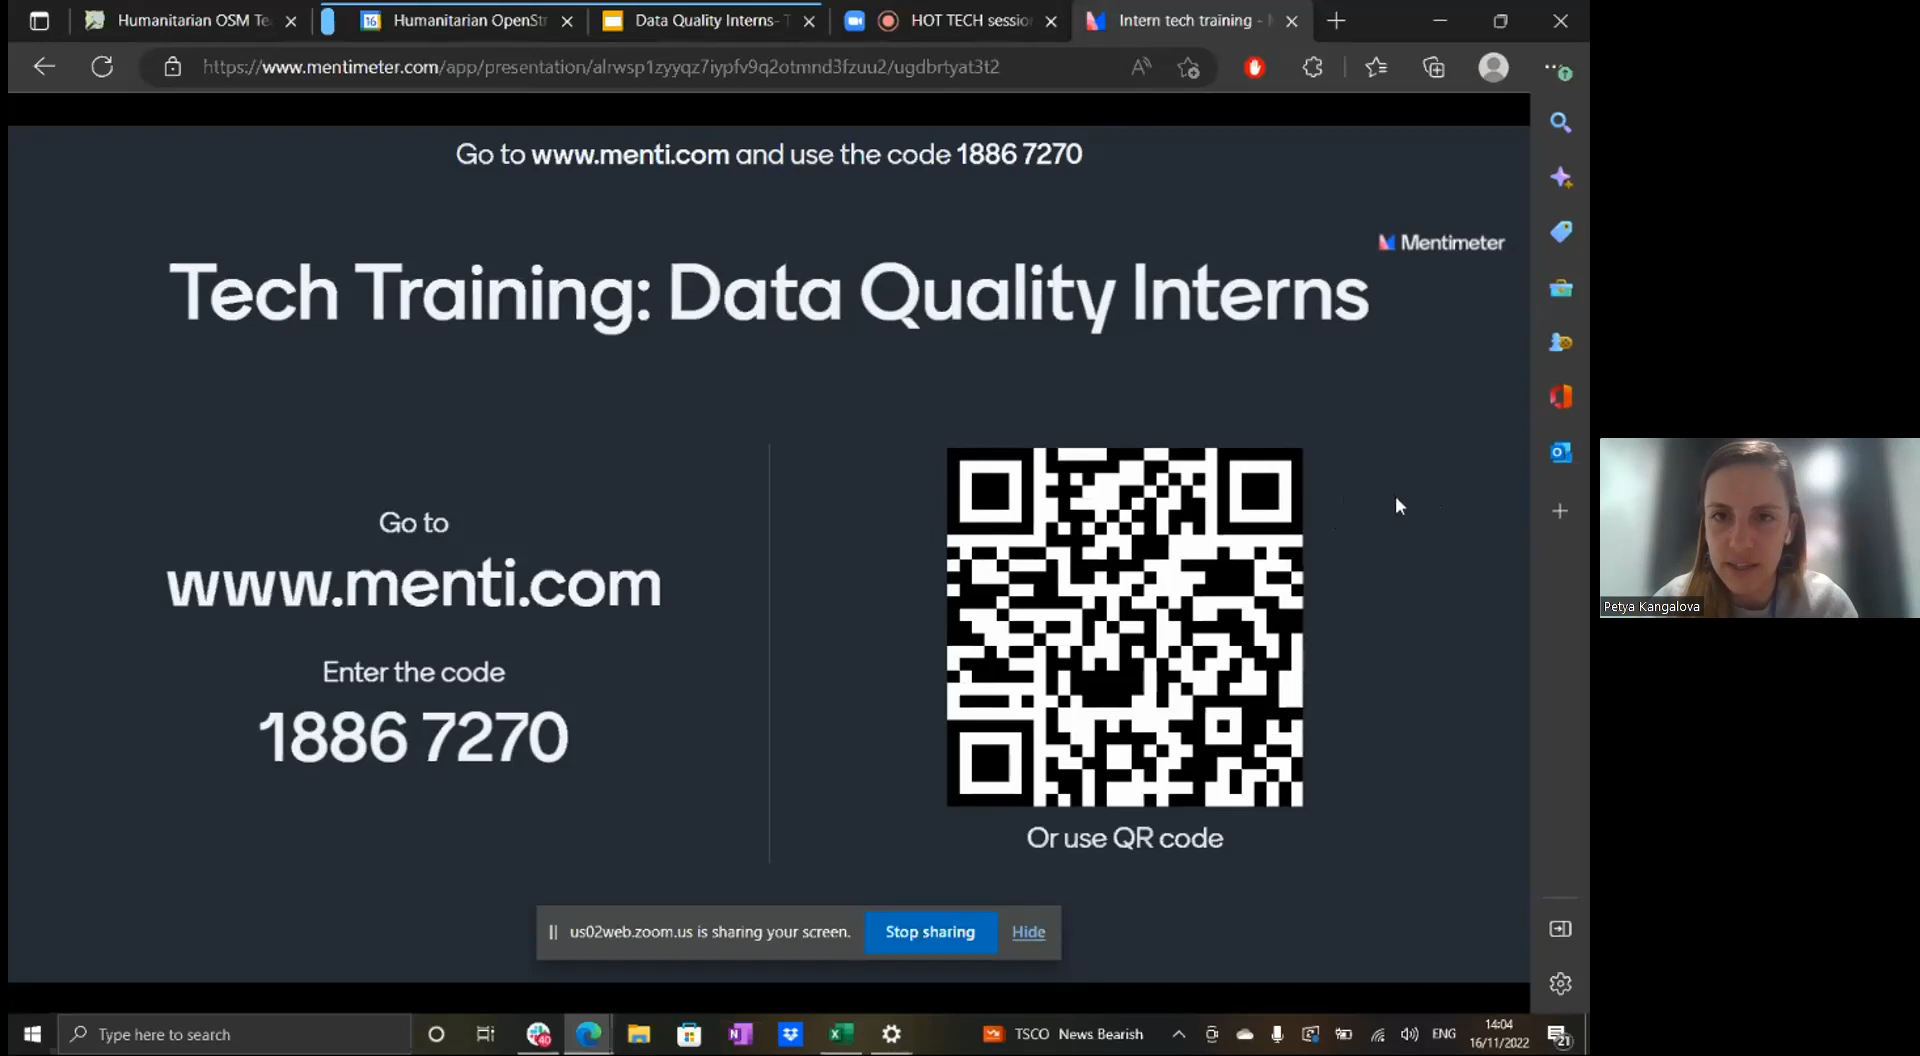 Humanitarian OSM Te
16
Humanitarian OpenStr
Data Quality Interns- T
HOT TECH sessio
Intern tech training - M
https://www.mentimeter.com/app/presentation/alrwsp1zyyqz7iypfv9q2otmnd3fzuu2/ugdbrtyat3t2
Go to www.menti.com and use the code 1886 7270
Mentimeter
Tech Training: Data Quality Interns
Go to
www.menti.com
Enter the code
1886 7270
Or use QR code
Petya Kangalova
us02web.zoom.us is sharing your screen.
Stop sharing
Hide
Type here to search
40
TSCO News Bearish
ENG
14:04
16/11/2022
21